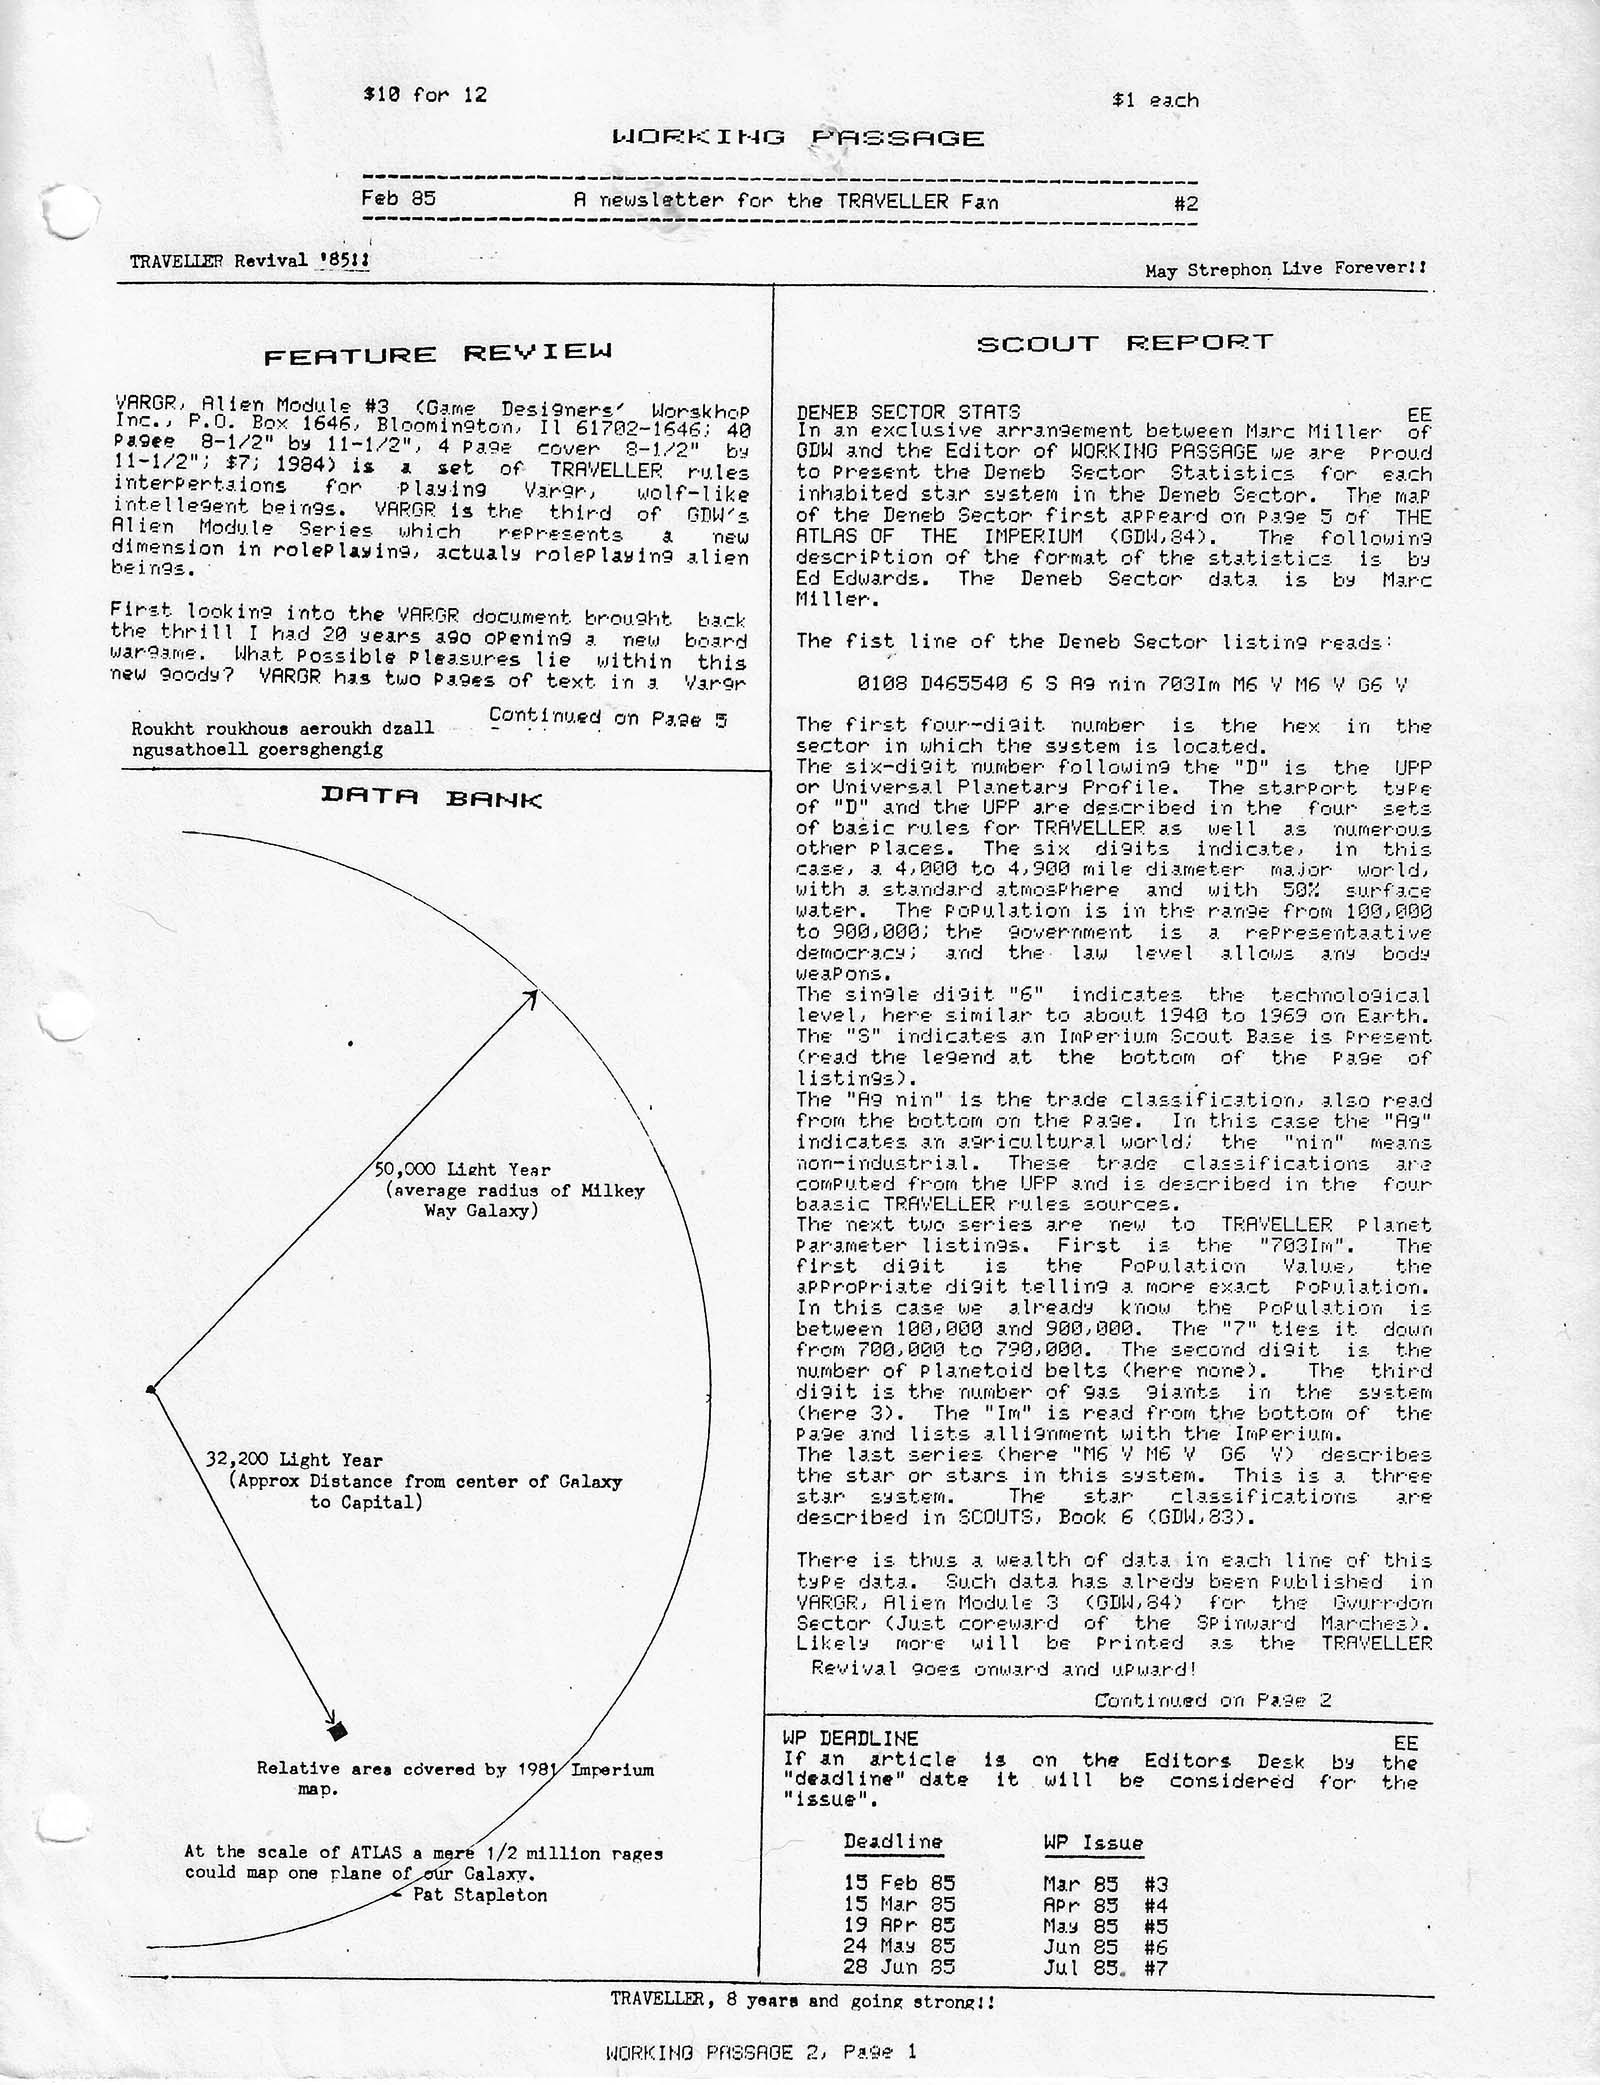 $10 for 12
$1 each
WORKING PASSAGE
Feb 85 A newsletter for the TRAVELLER Fan #2
TRAVELLER Revival '85!!
May Strephon Live Forever!!
FEATURE REVIEW
VARGR, Alien Module #3 (Game Designers' Worskhop
Inc., P.O. Box 1646, Bloomington, Il 61702-1646; 40
Pagee 8-1/2" by 11-1/2", 4 Page cover 8-1/2" by
11-1/2"; $7; 1984) is a set of TRAVELLER rules
interpertaions for playing Vargr, wolf-like
intellegent beings. VARGR is the third of GDW's
Alien Module Series which represents a new
dimension in roleplaying, actualy roleplaying alien
beings.
First looking into the VARGR document brought back
the thrill I had 20 years ago opening a new board
wargame. What possible pleasures lie within this
new goody? VARGR has two pages of text in a Vargr
Continued on Page 5
Roukht roukhous aeroukh dzall
ngusathoell goersghengig
DATA BANK
50,000 Light Year
(average radius of Milkey
Way Galaxy)
32,200 Light Year
(Approx Distance from center of Galaxy
to Capital)
Relative area covered by 1981 Imperium
map.
At the scale of ATLAS a mere 1/2 million rages
could map one plane of our Galaxy.
- Pat Stapleton
SCOUT REPORT
DENEB SECTOR STATS EE
In an exclusive arrangement between Marc Miller of
GDW and the Editor of WORKING PASSAGE we are proud
to present the Deneb Sector Statistics for each
inhabited star system in the Deneb Sector. The map
of the Deneb Sector first appeard on page 5 of THE
ATLAS OF THE IMPERIUM (GDW,84). The following
description of the format of the statistics is by
Ed Edwards. The Deneb Sector data is by Marc
Miller.
The fist line of the Deneb Sector listing reads:
0108 D465540 6 S Ag nin 703Im M6 V M6 V G6 V
The first four-digit number is the hex in the
sector in which the system is located.
The six-digit number following the "D" is the UPP
or Universal Planetary Profile. The starport type
of "D" and the UPP are described in the four sets
of basic rules for TRAVELLER as well as numerous
other places. The six digits indicate, in this
case, a 4,000 to 4,900 mile diameter major world,
with a standard atmosphere and with 50% surface
water. The population is in the range from 100,000
to 900,000; the government is a representaative
democracy; and the law level allows any body
weapons.
The single digit "6" indicates the technological
level, here similar to about 1940 to 1969 on Earth.
The "S" indicates an Imperium Scout Base is present
(read the legend at the bottom of the page of
listings).
The "Ag nin" is the trade classification, also read
from the bottom on the page. In this case the "Ag"
indicates an agricultural world; the "nin" means
non-industrial. These trade classifications are
computed from the UPP and is described in the four
baasic TRAVELLER rules sources.
The next two series are new to TRAVELLER planet
parameter listings. First is the "703Im". The
first digit is the Population Value, the
appropriate digit telling a more exact population.
In this case we already know the population is
between 100,000 and 900,000. The "7" ties it down
from 700,000 to 790,000. The second digit is the
number of planetoid belts (here none). The third
digit is the number of gas giants in the system
(here 3). The "Im" is read from the bottom of the
page and lists allignment with the Imperium.
The last series (here "M6 V M6 V G6 V) describes
the star or stars in this system. This is a three
star system. The star classifications are
described in SCOUTS, Book 6 (GDW,83).
There is thus a wealth of data in each line of this
type data. Such data has alredy been published in
VARGR, Alien Module 3 (GDW,84) for the Gvurrdon
Sector (Just coreward of the Spinward Marches).
Likely more will be printed as the TRAVELLER
Revival goes onward and upward!
Continued on Page 2
WP DEADLINE EE
If an article is on the Editors Desk by the
"deadline" date it will be considered for the
"issue".
Deadline WP Issue
15 Feb 85 Mar 85 #3
15 Mar 85 Apr 85 #4
19 Apr 85 May 85 #5
24 May 85 Jun 85 #6
28 Jun 85 Jul 85. #7
TRAVELLER, 8 years and going strong!!
WORKING PASSAGE 2, Page 1